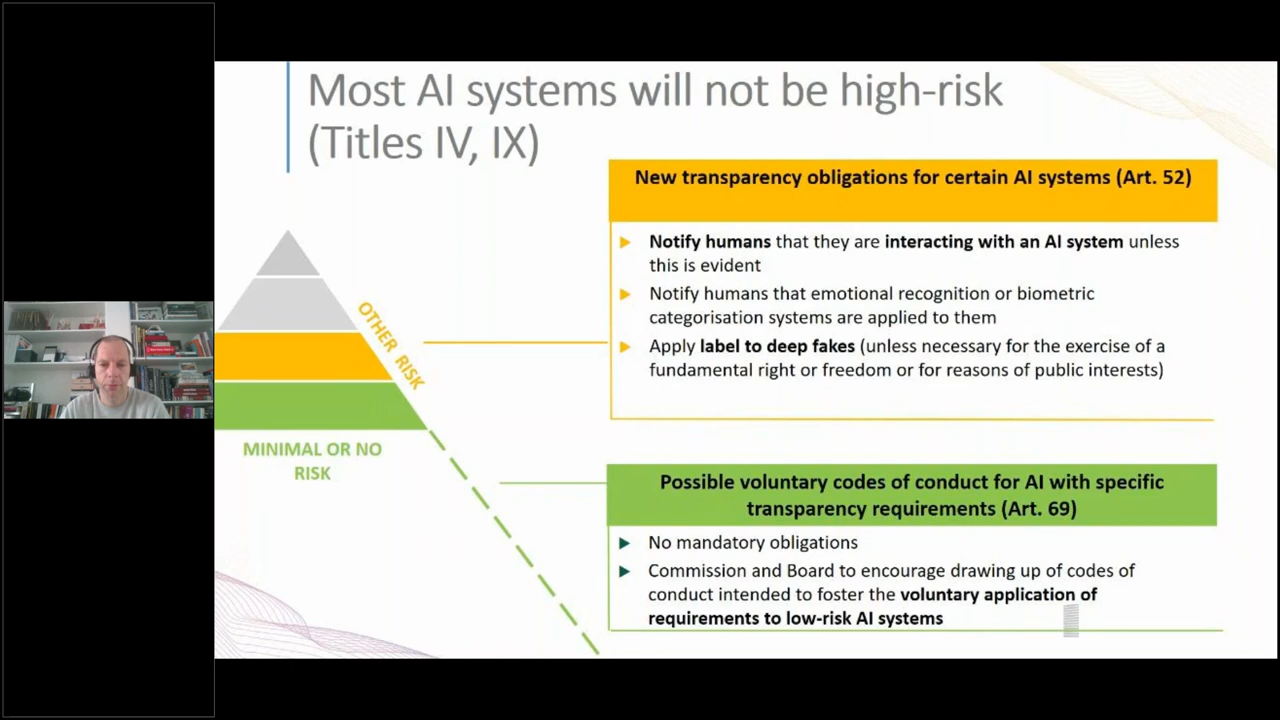 Most AI systems will not be high-risk
(Titles IV, IX)
New transparency obligations for certain AI systems (Art. 52)
Notify humans that they are interacting with an AI system unless
this is evident
Notify humans that emotional recognition or biometric
categorisation systems are applied to them
Apply label to deep fakes (unless necessary for the exercise of a
fundamental right or freedom or for reasons of public interests)
OTHER RISK
MINIMAL OR NO
RISK
Possible voluntary codes of conduct for AI with specific
transparency requirements (Art. 69)
No mandatory obligations
Commission and Board to encourage drawing up of codes of
conduct intended to foster the voluntary application of
requirements to low-risk AI systems